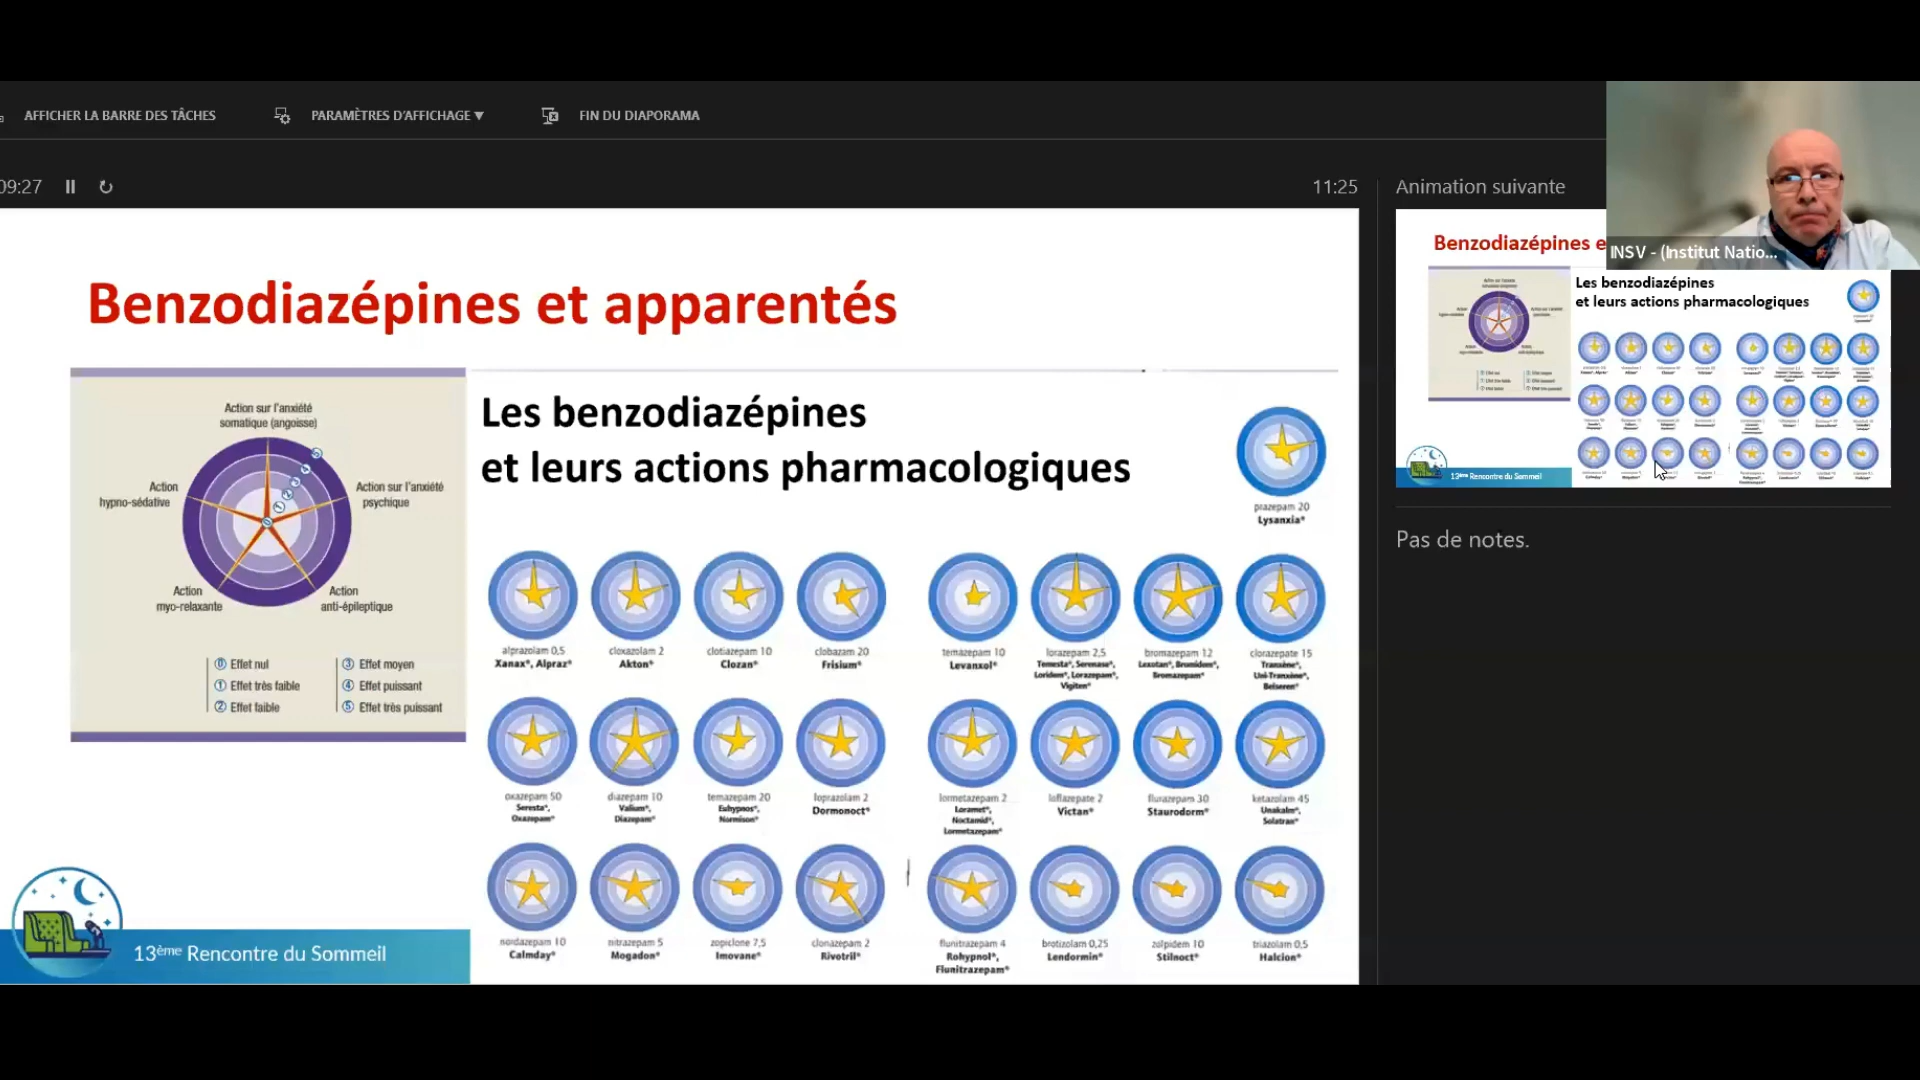 AFFICHER LA BARRE DES TÂCHES
PARAMÈTRES D'AFFICHAGE ▼
FIN DU DIAPORAMA
09:27
11:25
Animation suivante
INSV - (Institut Natio...
Benzodiazépines et apparentés
Action sur l'anxiété
somatique (angoisse)
Action
hypno-sédative
Action sur l'anxiété
psychique
Action
myo-relaxante
Action
anti-épileptique
0 Effet nul
1 Effet très faible
2 Effet faible
3 Effet moyen
4 Effet puissant
5 Effet très puissant
Les benzodiazépines
et leurs actions pharmacologiques
prazepam 20
Lysanxia®
alprazolam 0,5
Xanax®, Alpraz®
cloxazolam 2
Akton®
clotiazepam 10
Clozan®
clobazam 20
Frisium®
temazepam 10
Levanxol®
lorazepam 2,5
Temesta®, Serenase®,
Loridem®, Lorazepam®,
Vigiten®
bromazepam 12
Lexotan®, Bromidem®,
Bromazepam®
clorazepate 15
Tranxène®,
Uni-Tranxène®,
Belseren®
oxazepam 50
Seresta®,
Oxazepam®
diazepam 10
Valium®,
Diazepam®
temazepam 20
Euhypnos®,
Normison®
loprazolam 2
Dormonoct®
lormetazepam 2
Loramet®,
Noctamid®,
Lormetazepam®
loflazepate 2
Victan®
flurazepam 30
Staurodorm®
ketazolam 45
Unakalm®,
Solatran®
nordazepam 10
Calmday®
nitrazepam 5
Mogadon®
zopiclone 7,5
Imovane®
clonazepam 2
Rivotril®
flunitrazepam 4
Rohypnol®,
Flunitrazepam®
brotizolam 0,25
Lendormin®
zolpidem 10
Stilnoct®
triazolam 0,5
Halcion®
13ème Rencontre du Sommeil
Benzodiazépines e
Les benzodiazépines
et leurs actions pharmacologiques
13ème Rencontre du Sommeil
Pas de notes.